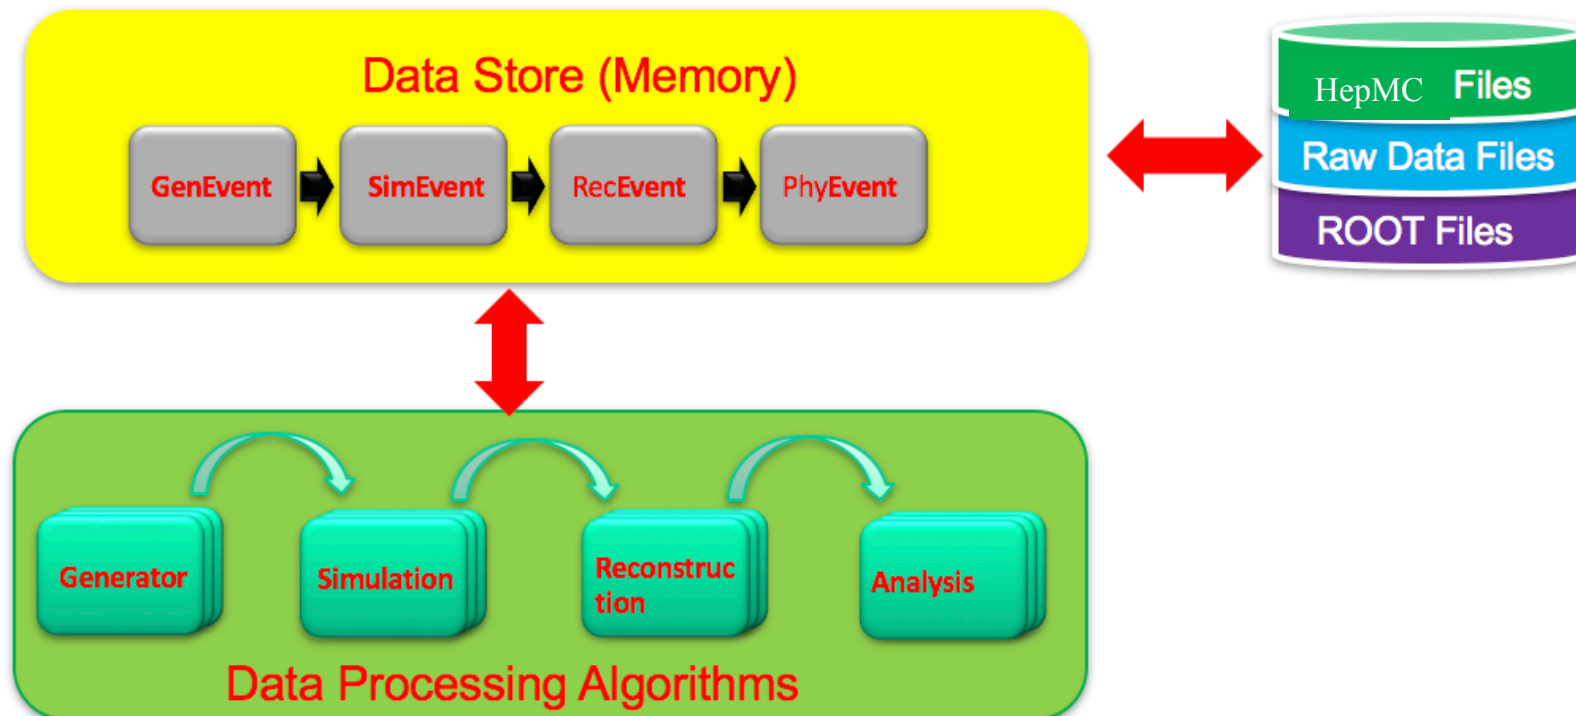 Data Store (Memory)
GenEvent
SimEvent
RecEvent
PhyEvent
HepMC Files
Raw Data Files
ROOT Files
Generator
Simulation
Reconstruc
tion
Analysis
Data Processing Algorithms